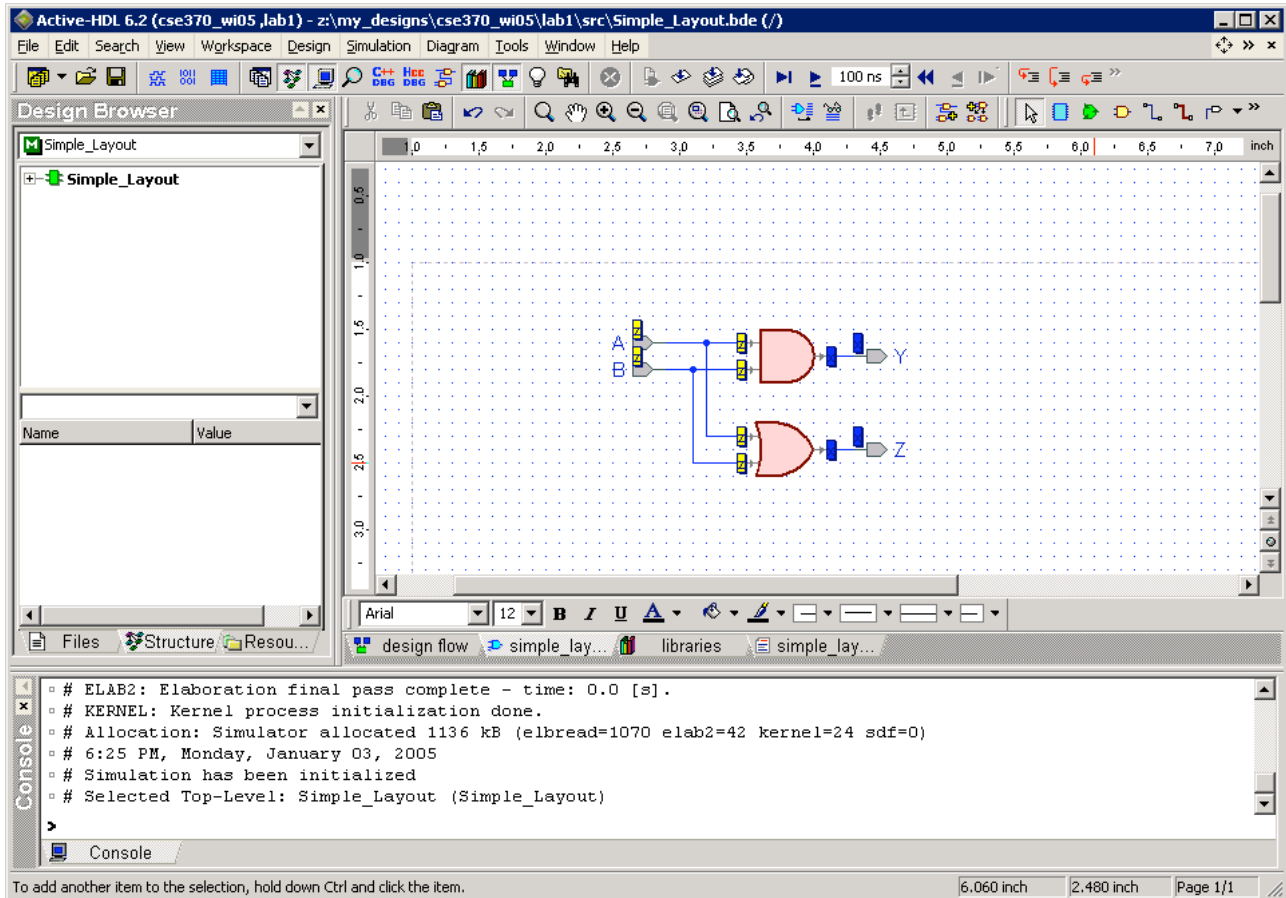 Active-HDL 6.2 (cse370_wi05 ,lab1) - z:\my_designs\cse370_wi05\lab1\src\Simple_Layout.bde (/)
File Edit Search View Workspace Design Simulation Diagram Tools Window Help
C++ DBG HEE DBG 100 ns
Design Browser
Simple_Layout
Simple_Layout
Name Value
Files Structure Resou...
1,0 1,5 2,0 2,5 3,0 3,5 4,0 4,5 5,0 5,5 6,0 6,5 7,0 inch
0,5
1,0
1,5
2,0
2,5
3,0
A
B
Y
Z
Arial 12 B I U A
design flow simple_lay... libraries simple_lay...
# ELAB2: Elaboration final pass complete - time: 0.0 [s].
# KERNEL: Kernel process initialization done.
# Allocation: Simulator allocated 1136 kB (elbread=1070 elab2=42 kernel=24 sdf=0)
# 6:25 PM, Monday, January 03, 2005
# Simulation has been initialized
# Selected Top-Level: Simple_Layout (Simple_Layout)
>
Console
Console
To add another item to the selection, hold down Ctrl and click the item. 6.060 inch 2.480 inch Page 1/1